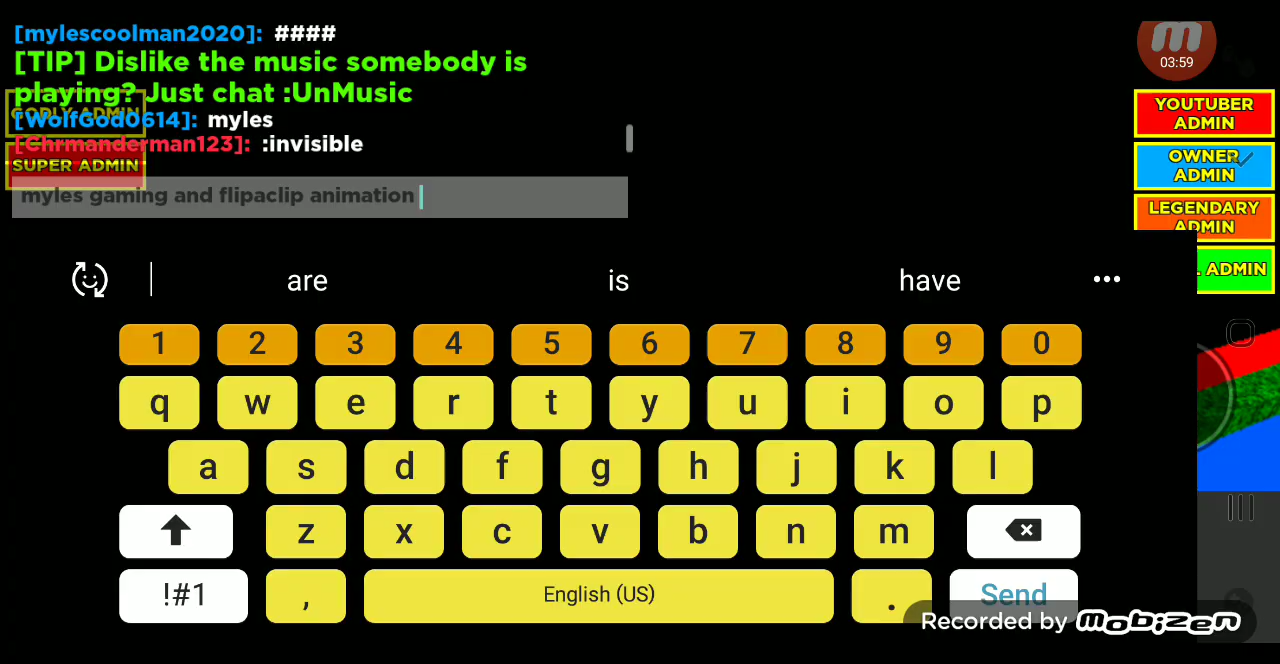 [mylescoolman2020]: ####
[TIP] Dislike the music somebody is
playing? Just chat :UnMusic
GODLY ADMIN
[WolfGod0614]: myles
[Chrmanderman123]: :invisible
SUPER ADMIN
myles gaming and flipaclip animation
03:59
YOUTUBER
ADMIN
OWNER
ADMIN
LEGENDARY
ADMIN
ADMIN
are is have
1 2 3 4 5 6 7 8 9 0
q w e r t y u i o p
a s d f g h j k l
z x c v b n m
!#1 , English (US) . Send
Recorded by mobizen